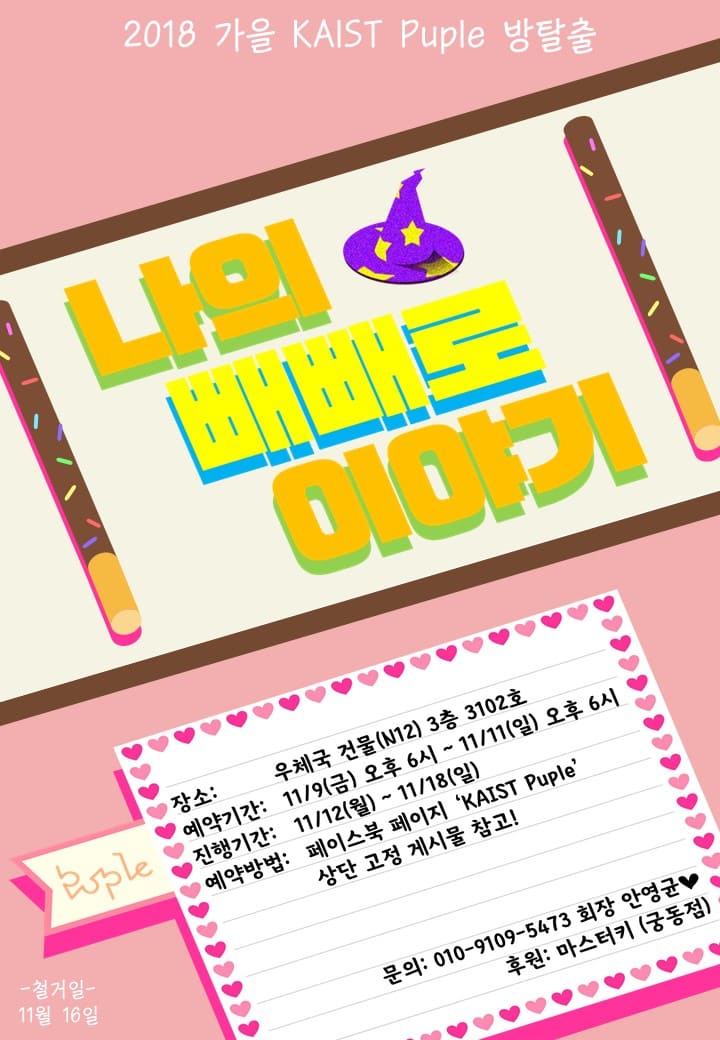 2018 가을 KAIST Puple 방탈출
나의
빼빼로
이야기
장소: 우체국 건물(N12) 3층 3102호
예약기간: 11/9(금) 오후 6시 ~ 11/11(일) 오후 6시
진행기간: 11/12(월) ~ 11/18(일)
예약방법: 페이스북 페이지 ‘KAIST Puple’
상단 고정 게시물 참고!
puple
문의: 010-9109-5473 회장 안영균♥
후원: 마스터키 (궁동점)
-철거일-
11월 16일